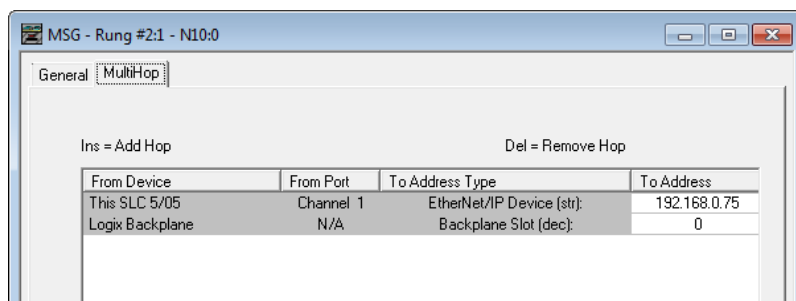 MSG - Rung #2:1 - N10:0
General MultiHop
Ins = Add Hop Del = Remove Hop
From Device From Port To Address Type To Address
This SLC 5/05 Channel 1 EtherNet/IP Device (str): 192.168.0.75
Logix Backplane N/A Backplane Slot (dec): 0